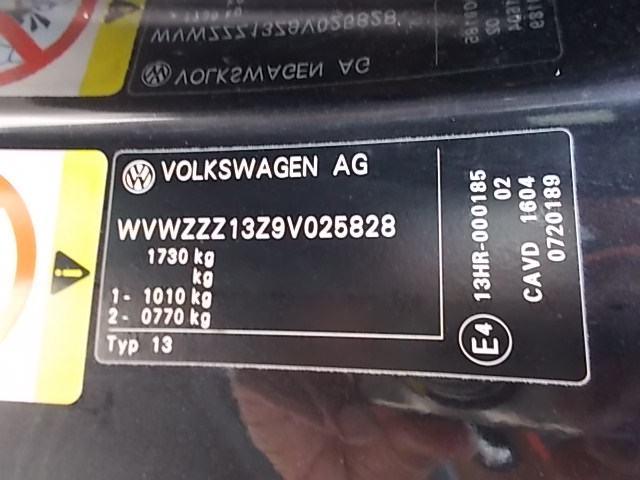 VOLKSWAGEN AG
WVWZZZ13Z9V025828
1730 kg
kg
1- 1010 kg
2- 0770 kg
Typ 13
E4
13HR-000185
02
CAVD 1604
0720189